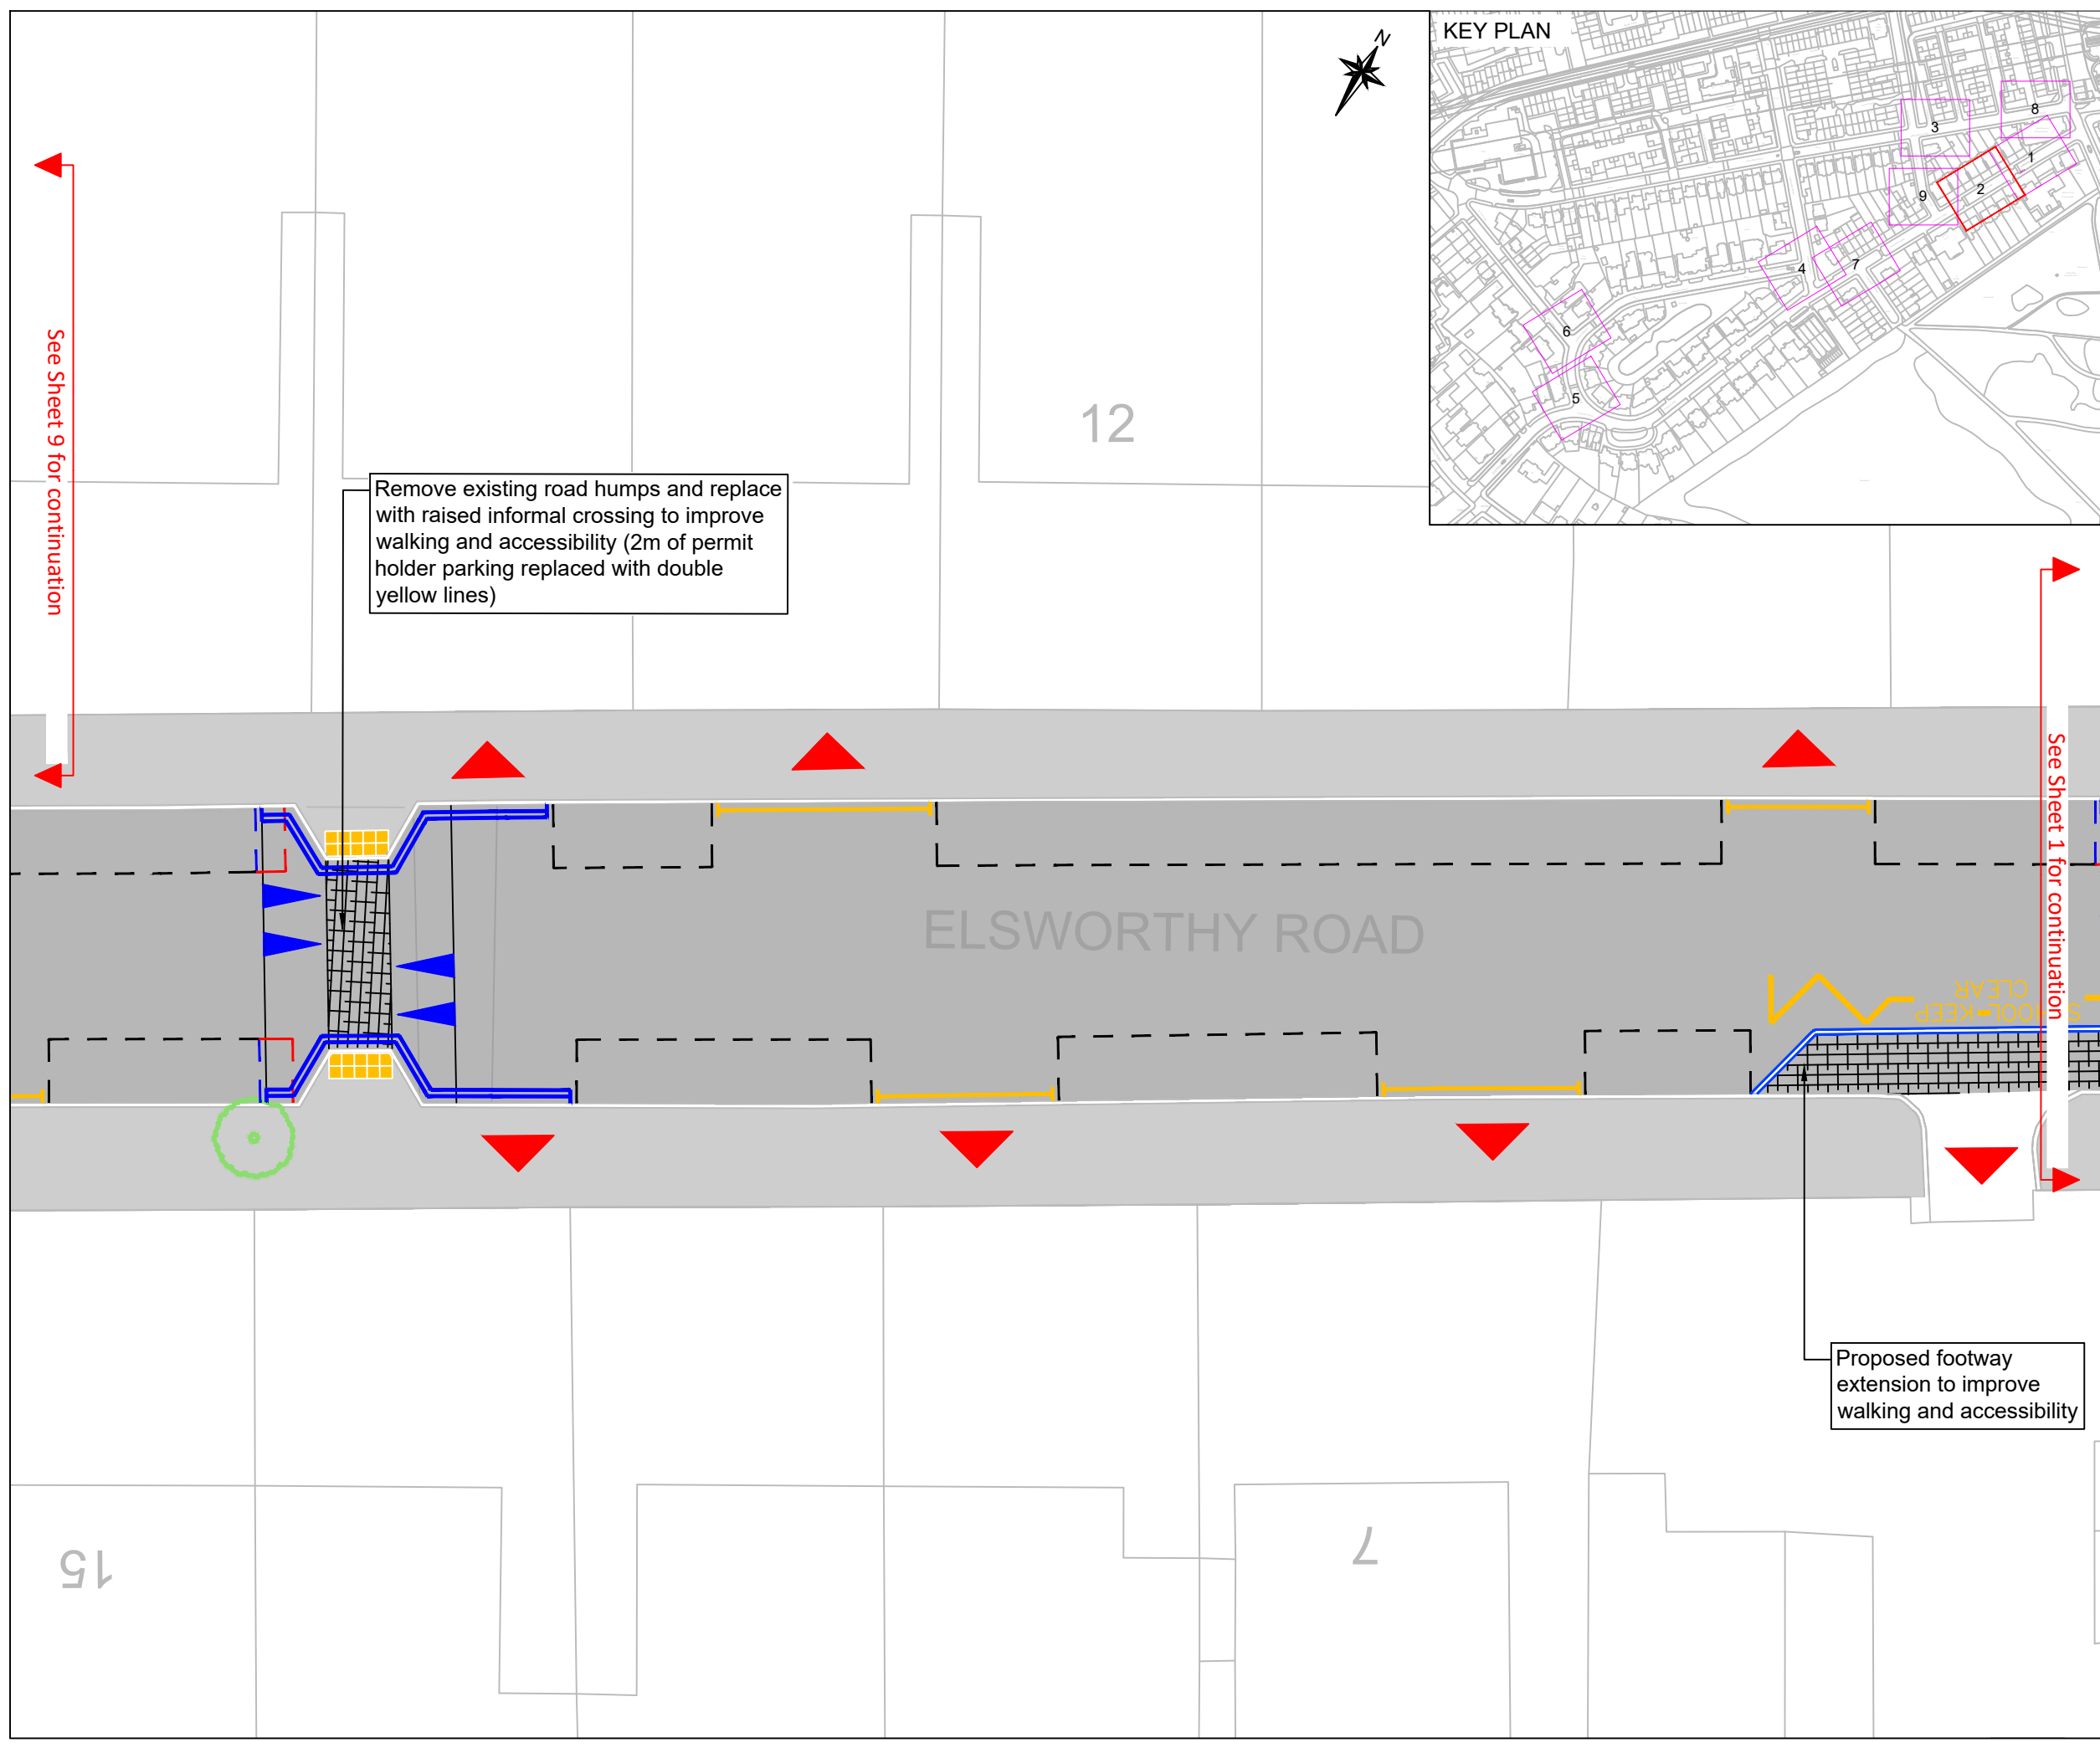 N
KEY PLAN
8
3
1
2
9
7
4
6
5
12
See Sheet 9 for continuation
Remove existing road humps and replace
with raised informal crossing to improve
walking and accessibility (2m of permit
holder parking replaced with double
yellow lines)
See Sheet 1 for continuation
ELSWORTHY ROAD
SCHOOL-KEEP
CLEAR
Proposed footway
extension to improve
walking and accessibility
15
7